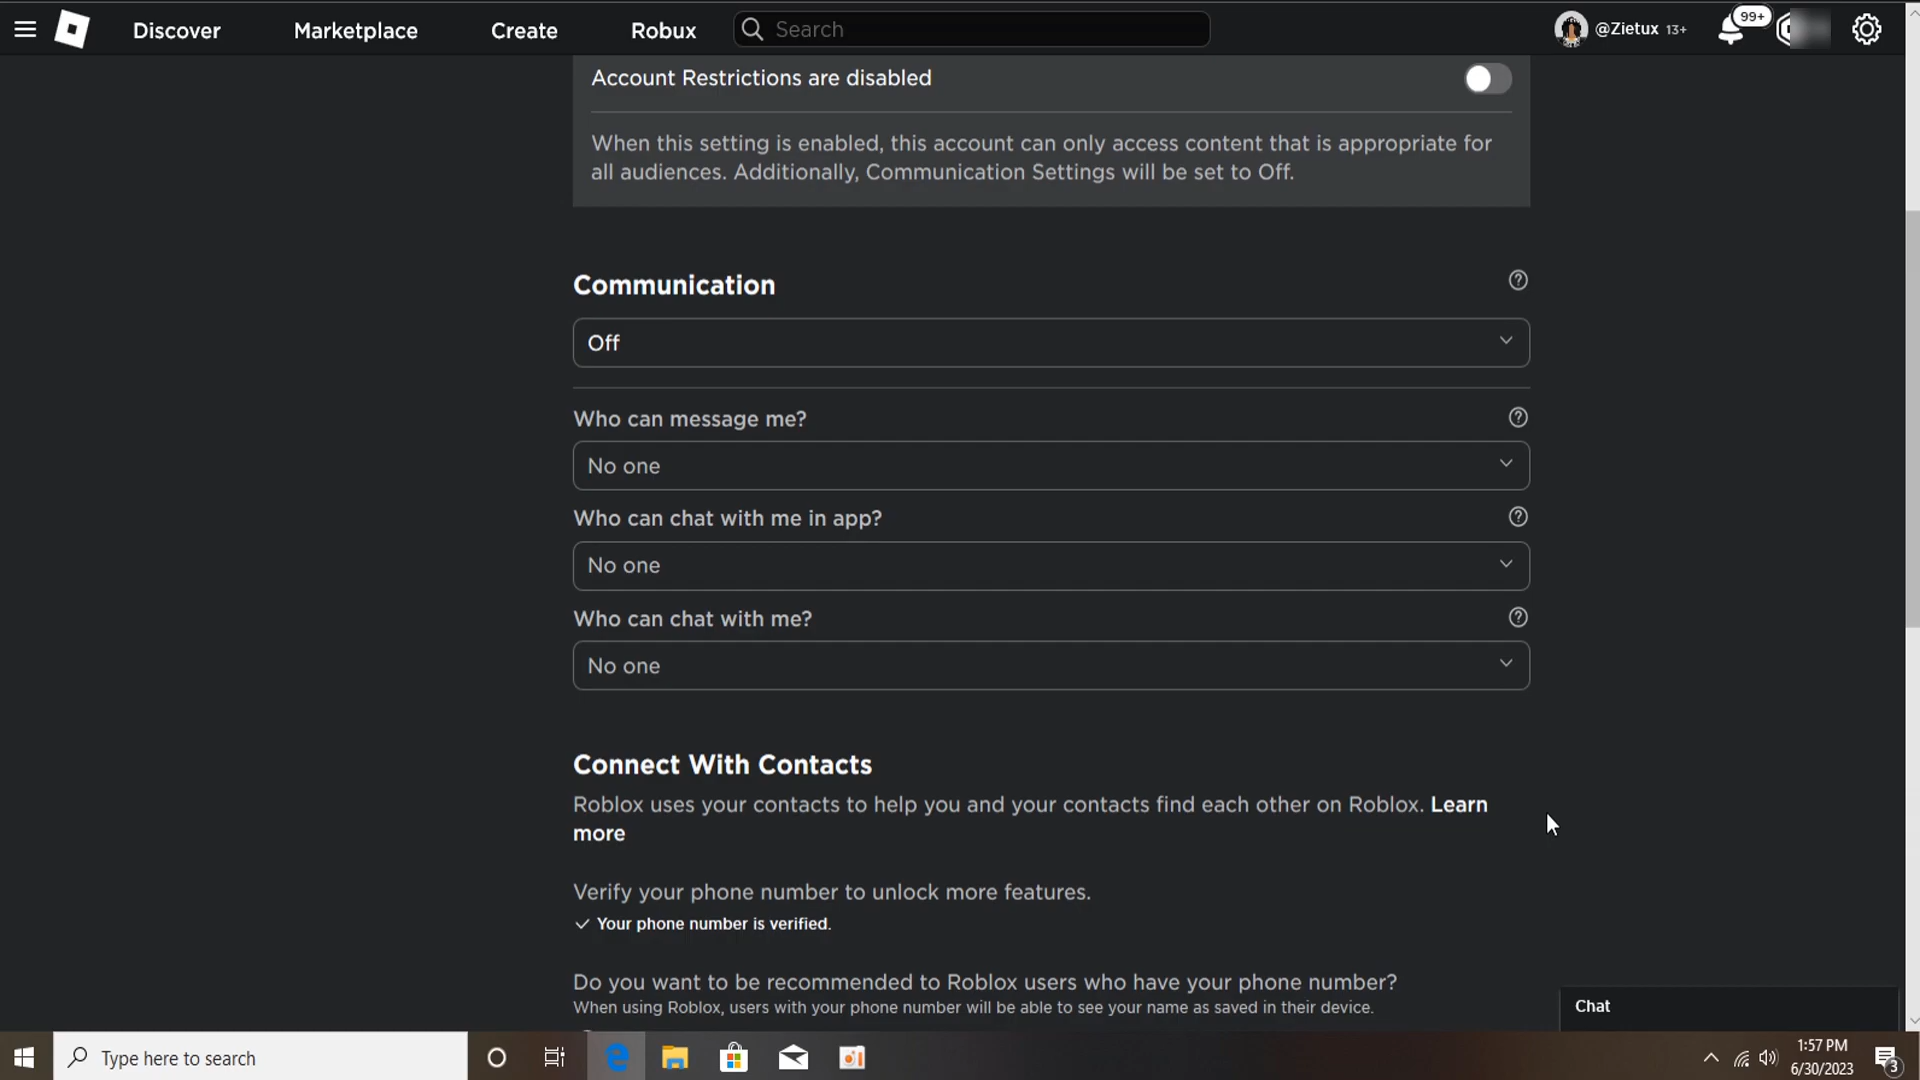 Discover
Marketplace
Create
Robux
Search
@Zietux 13+
99+
Account Restrictions are disabled
When this setting is enabled, this account can only access content that is appropriate for
all audiences. Additionally, Communication Settings will be set to Off.
Communication
Off
Who can message me?
No one
Who can chat with me in app?
No one
Who can chat with me?
No one
Connect With Contacts
Roblox uses your contacts to help you and your contacts find each other on Roblox. Learn
more
Verify your phone number to unlock more features.
Your phone number is verified.
Do you want to be recommended to Roblox users who have your phone number?
When using Roblox, users with your phone number will be able to see your name as saved in their device.
Chat
Type here to search
1:57 PM
6/30/2023
3